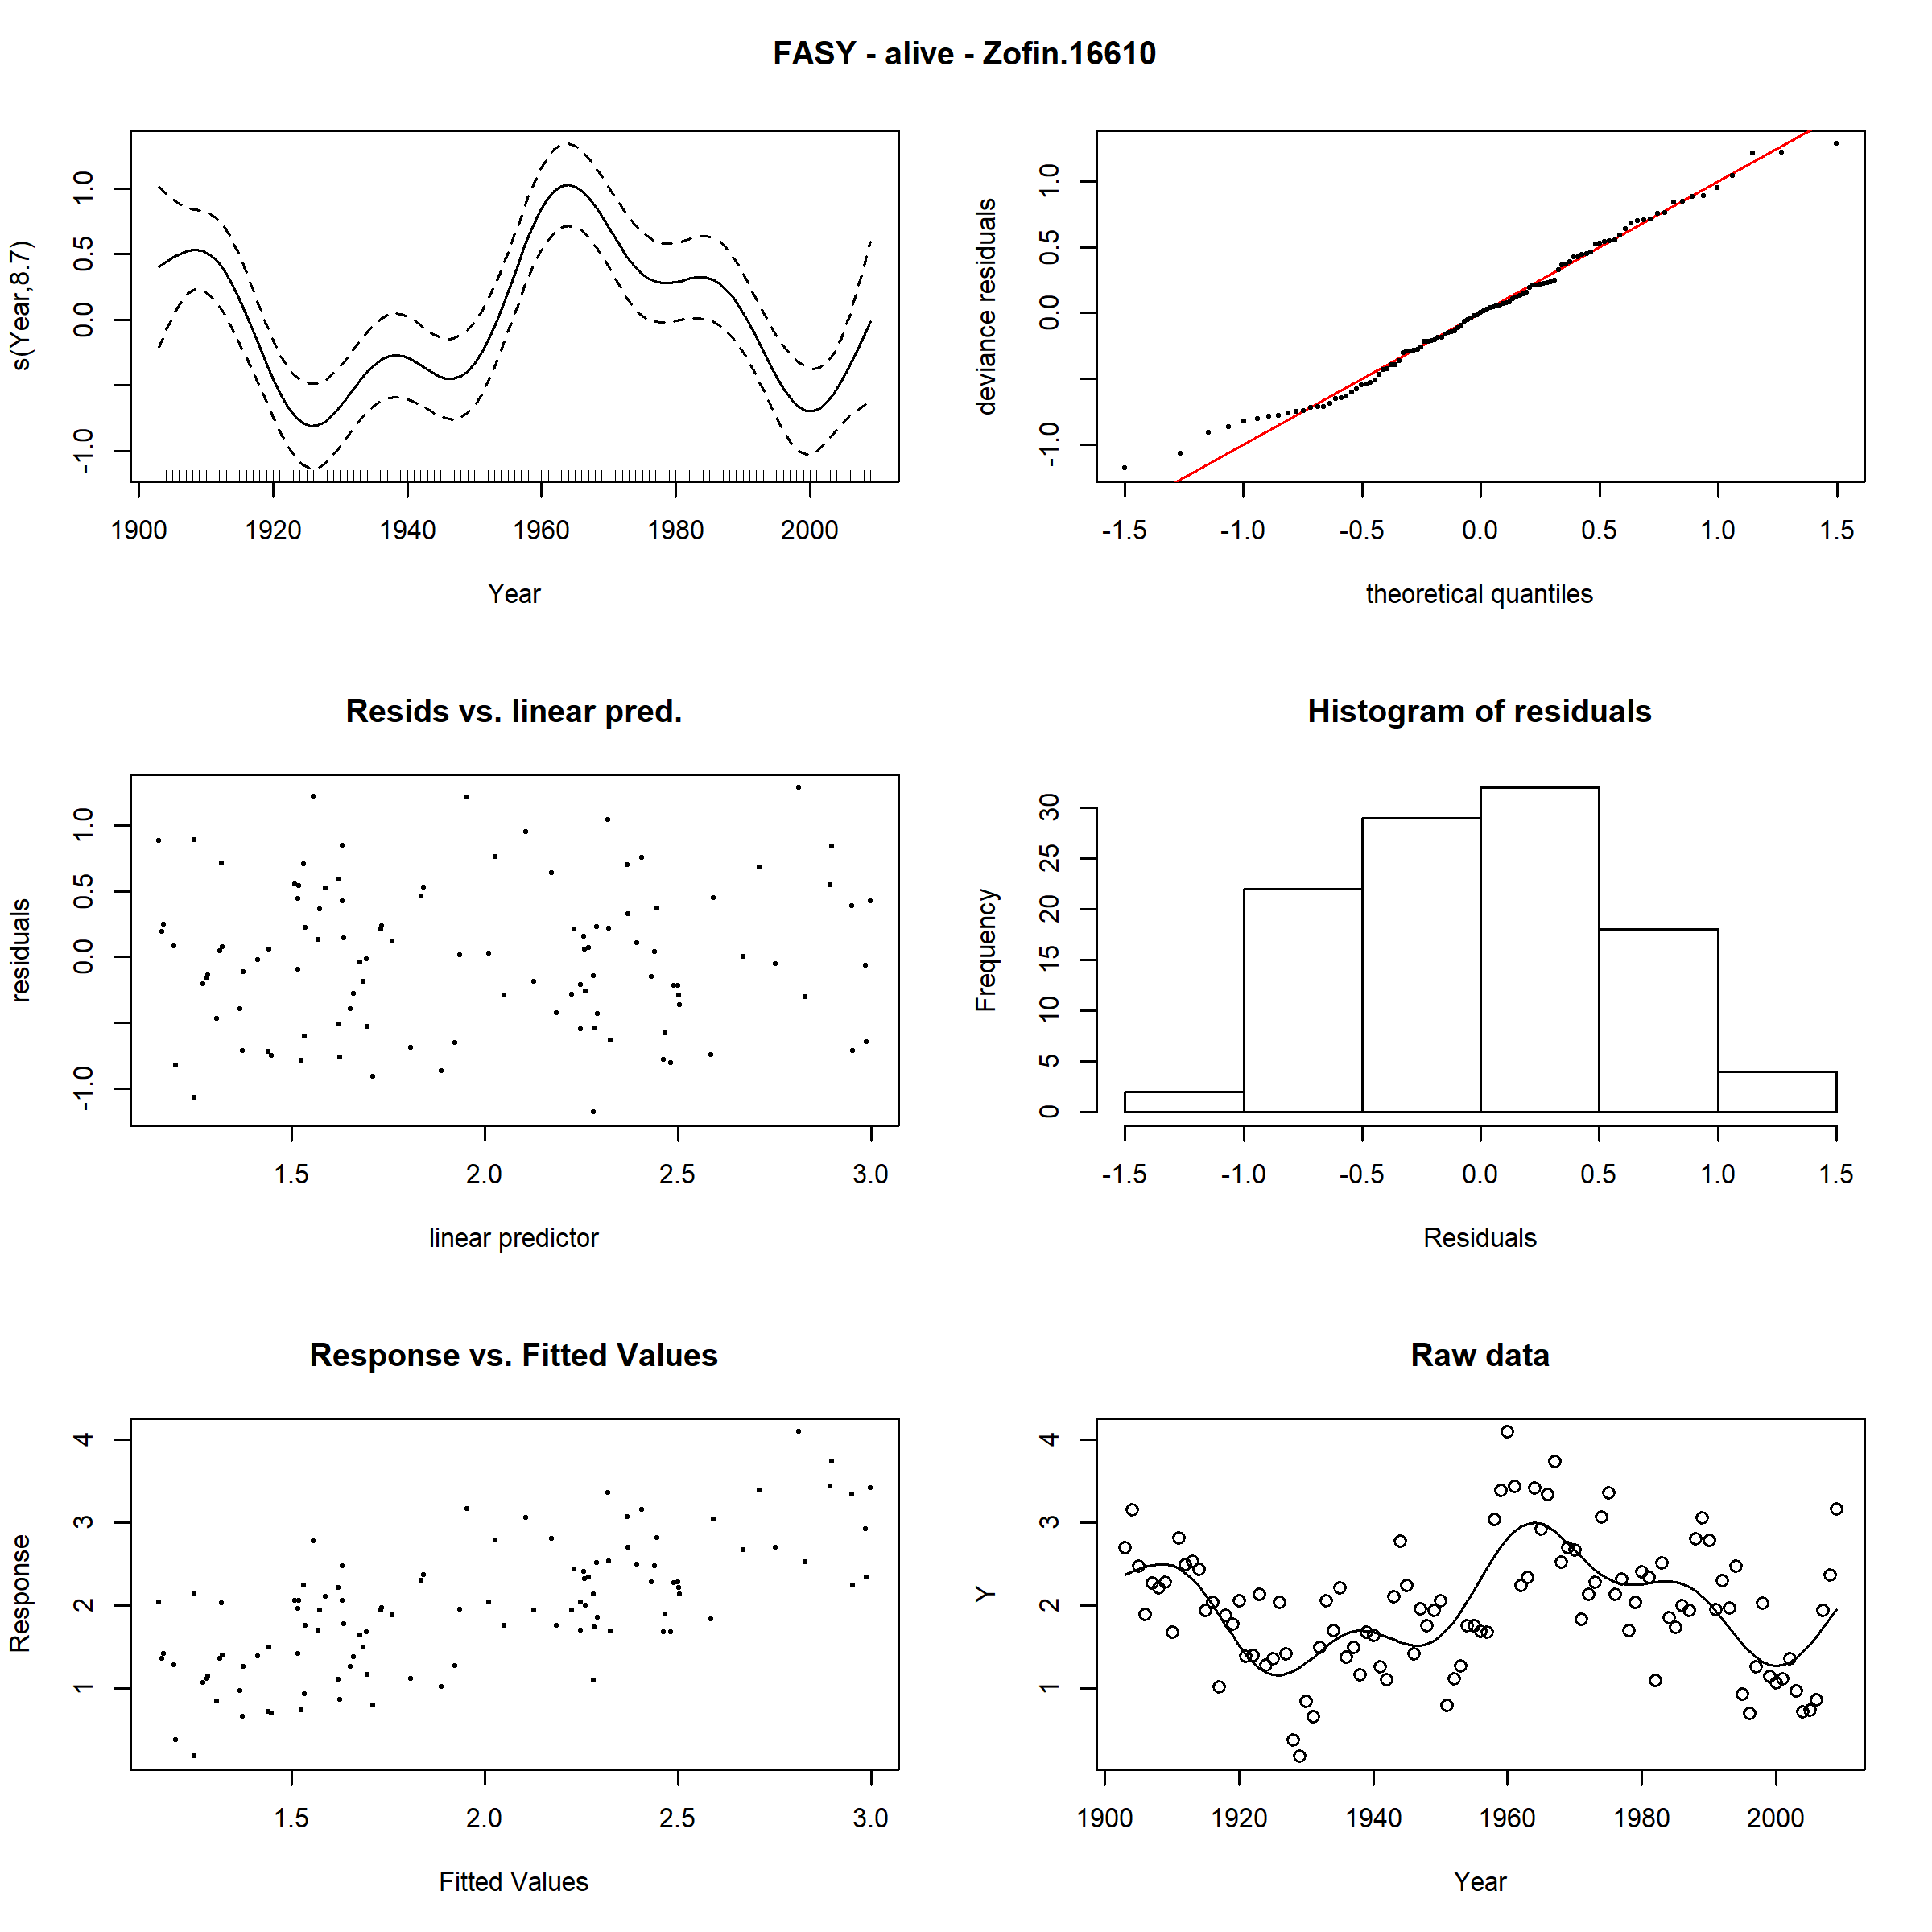 FASY - alive - Zofin.16610
s(Year,8.7)
-1.0 0.0 0.5 1.0
1900 1920 1940 1960 1980 2000
Year
deviance residuals
-1.0 0.0 0.5 1.0
-1.5 -1.0 -0.5 0.0 0.5 1.0 1.5
theoretical quantiles
Resids vs. linear pred.
residuals
-1.0 0.0 0.5 1.0
1.5 2.0 2.5 3.0
linear predictor
Histogram of residuals
Frequency
0 5 10 15 20 25 30
-1.5 -1.0 -0.5 0.0 0.5 1.0 1.5
Residuals
Response vs. Fitted Values
Response
1 2 3 4
1.5 2.0 2.5 3.0
Fitted Values
Raw data
Y
1 2 3 4
1900 1920 1940 1960 1980 2000
Year